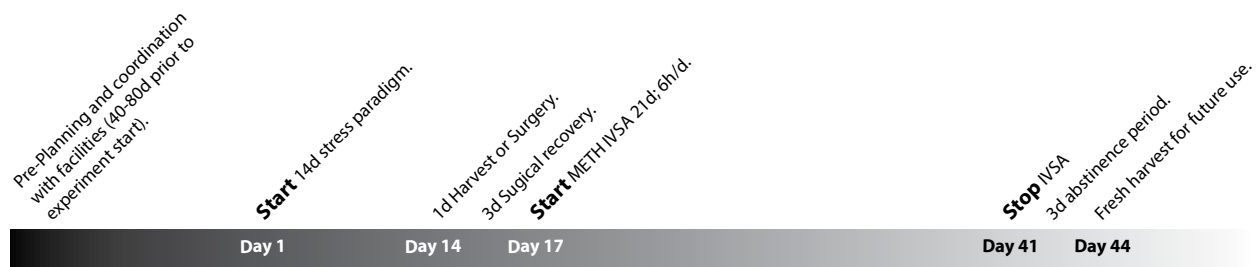 Pre-Planning and coordination
with facilities (40-80d prior to
experiment start).
Start 14d stress paradigm.
1d Harvest or Surgery.
3d Sugical recovery.
Start METH IVSA 21d; 6h/d.
Stop IVSA
3d abstinence period.
Fresh harvest for future use.
Day 1
Day 14
Day 17
Day 41
Day 44